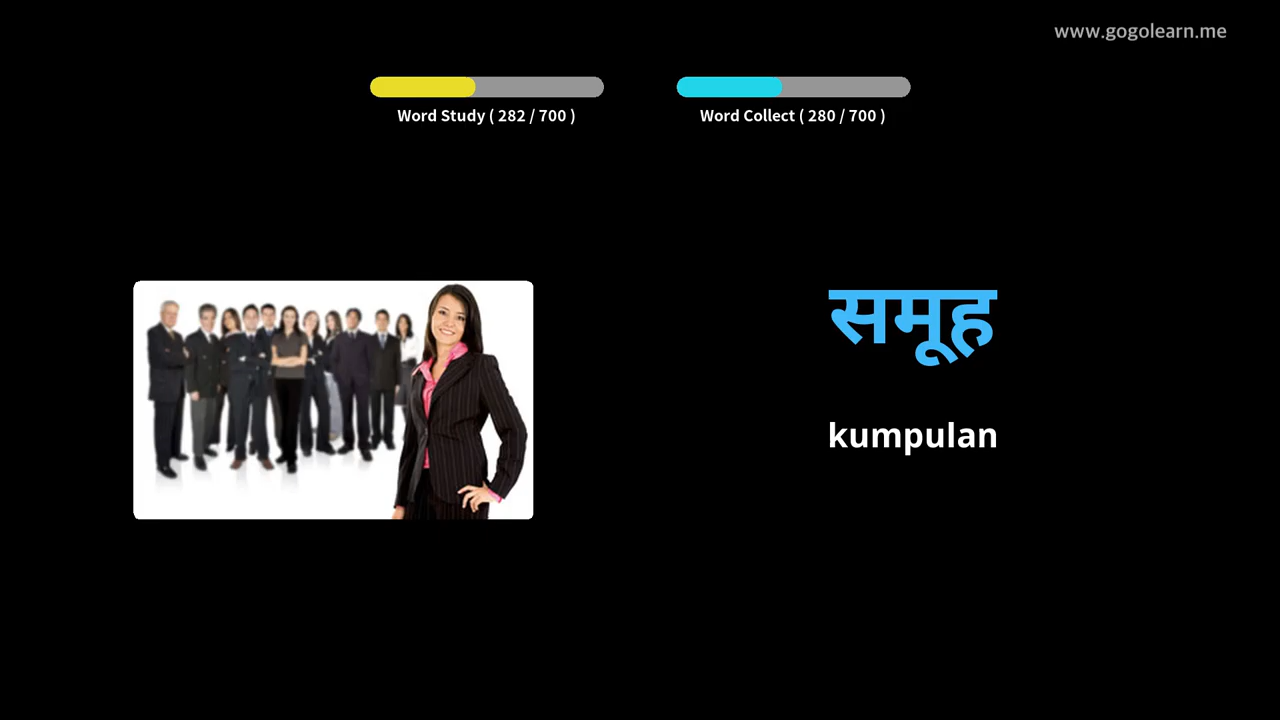 www.gogolearn.me
Word Study ( 282 / 700 )
Word Collect ( 280 / 700 )
समूह
kumpulan